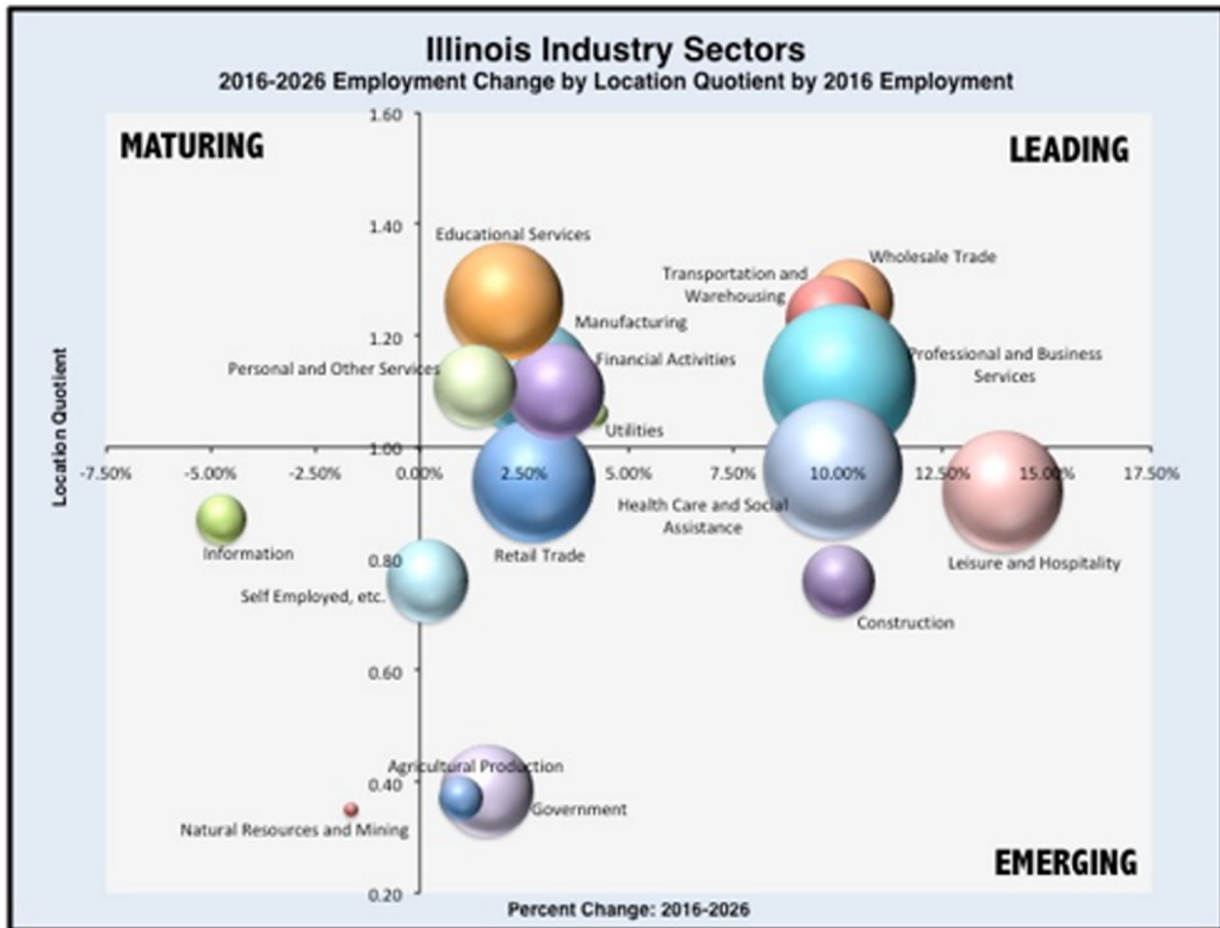 Illinois Industry Sectors
2016-2026 Employment Change by Location Quotient by 2016 Employment
1.60
MATURING
LEADING
1.40
Educational Services
Wholesale Trade
Transportation and
Warehousing
1.20
Manufacturing
Professional and Business
Services
Financial Activities
Personal and Other Services
Utilities
Location Quotient
1.00
-7.50%
-5.00%
-2.50%
0.00%
2.50%
5.00%
7.50%
10.00%
12.50%
15.00%
17.50%
Health Care and Social
Assistance
Information
Retail Trade
0.80
Leisure and Hospitality
Self Employed, etc.
Construction
0.60
Agricultural Production
0.40
Government
Natural Resources and Mining
EMERGING
0.20
Percent Change: 2016-2026